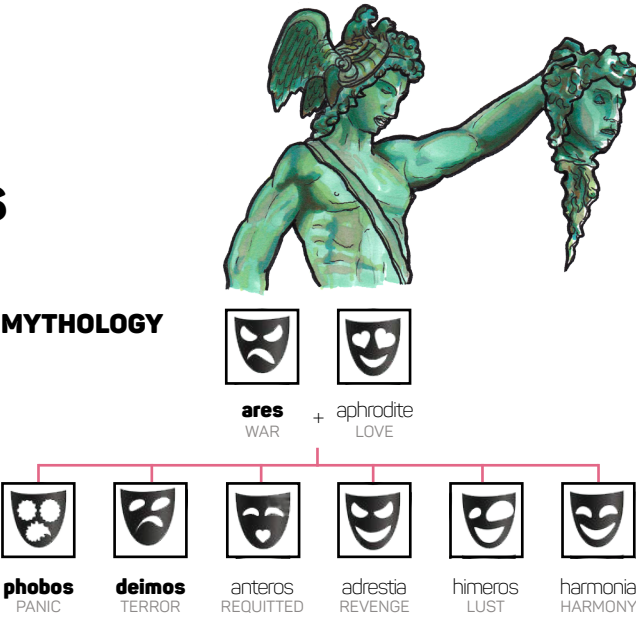 S
MYTHOLOGY
ares + aphrodite
WAR LOVE
phobos deimos anteros adrestia himeros harmonia
PANIC TERROR REQUITTED REVENGE LUST HARMONY